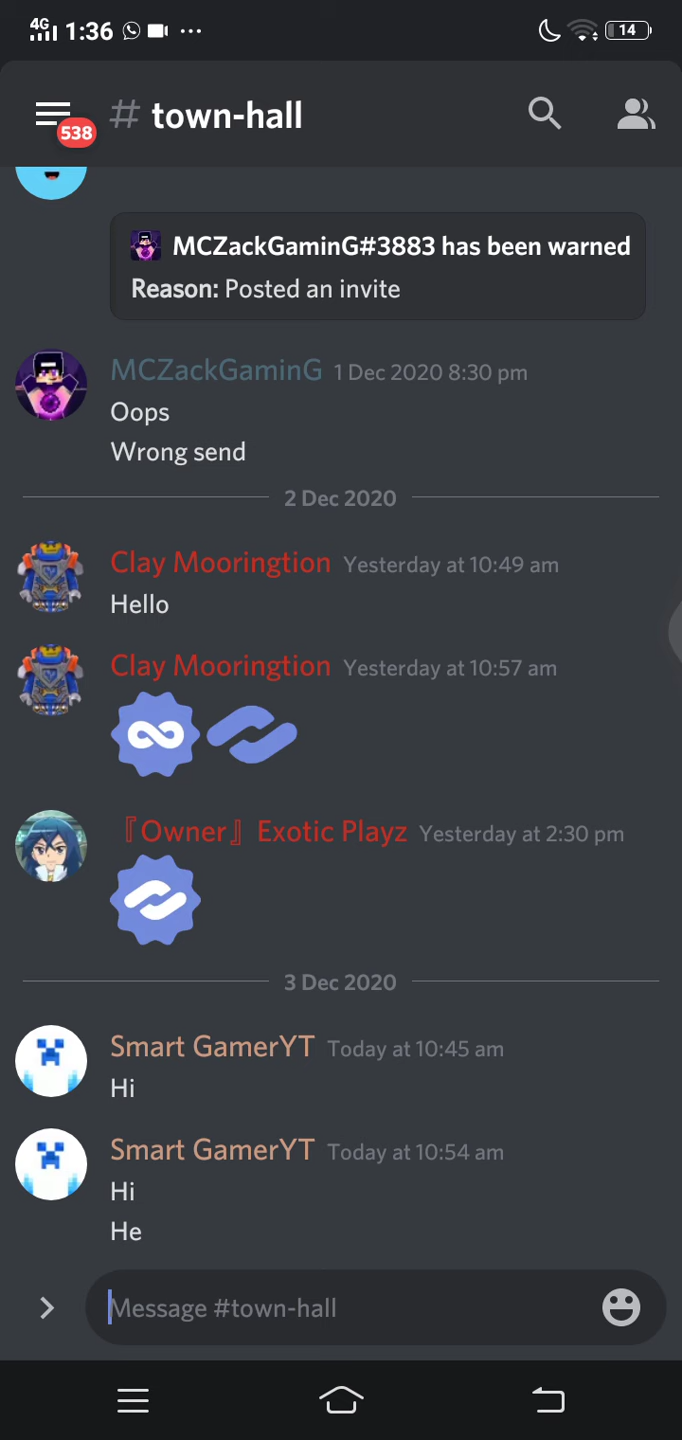 4G 1:36 ... 14
538 # town-hall
MCZackGaminG#3883 has been warned
Reason: Posted an invite
MCZackGaminG 1 Dec 2020 8:30 pm
Oops
Wrong send
2 Dec 2020
Clay Mooringtion Yesterday at 10:49 am
Hello
Clay Mooringtion Yesterday at 10:57 am
『Owner』Exotic Playz Yesterday at 2:30 pm
3 Dec 2020
Smart GamerYT Today at 10:45 am
Hi
Smart GamerYT Today at 10:54 am
Hi
He
Message #town-hall